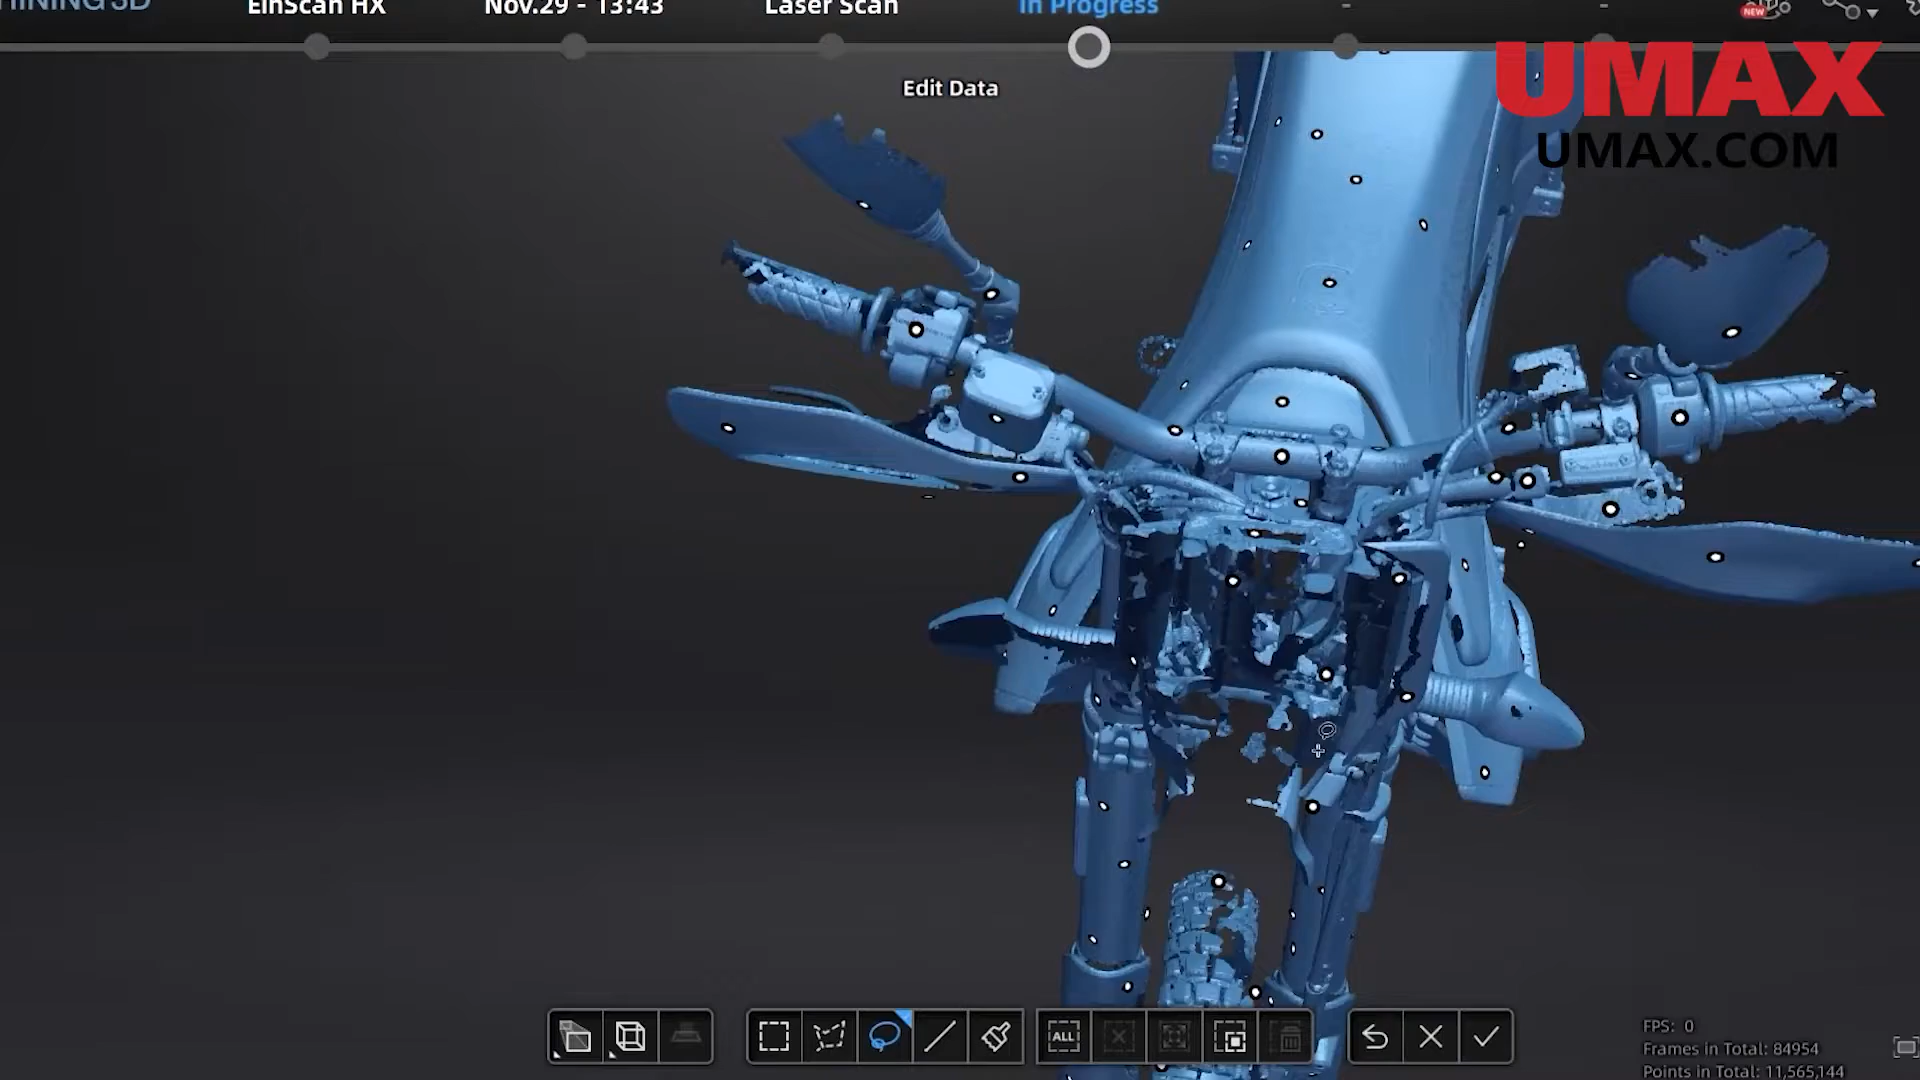 EinScan HX
Nov.29 - 13:43
Laser Scan
In Progress
NEW
Edit Data
UMAX
UMAX.COM
ALL
FPS: 0
Frames in Total: 84954
Points in Total: 11,565,144